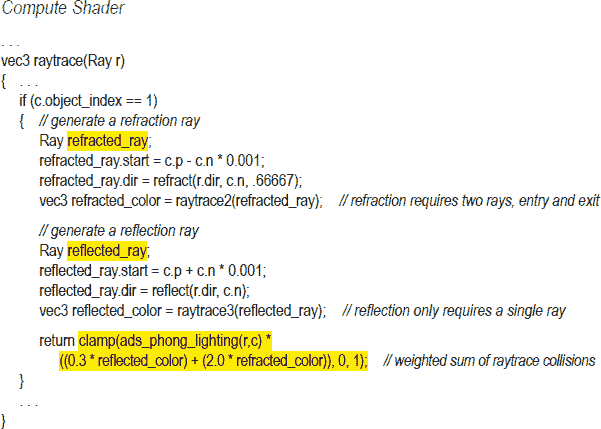 Compute Shader
. . .
vec3 raytrace(Ray r)
{ . . .
if (c.object_index == 1)
{ // generate a refraction ray
Ray refracted_ray;
refracted_ray.start = c.p - c.n * 0.001;
refracted_ray.dir = refract(r.dir, c.n, .66667);
vec3 refracted_color = raytrace2(refracted_ray); // refraction requires two rays, entry and exit
// generate a reflection ray
Ray reflected_ray;
reflected_ray.start = c.p + c.n * 0.001;
reflected_ray.dir = reflect(r.dir, c.n);
vec3 reflected_color = raytrace3(reflected_ray); // reflection only requires a single ray
return clamp(ads_phong_lighting(r,c) *
((0.3 * reflected_color) + (2.0 * refracted_color)), 0, 1); // weighted sum of raytrace collisions
}
. . .
}